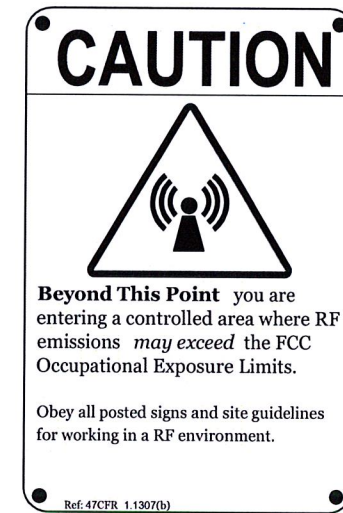 CAUTION
Beyond This Point you are
entering a controlled area where RF
emissions may exceed the FCC
Occupational Exposure Limits.
Obey all posted signs and site guidelines
for working in a RF environment.
Ref: 47CFR 1.1307(b)